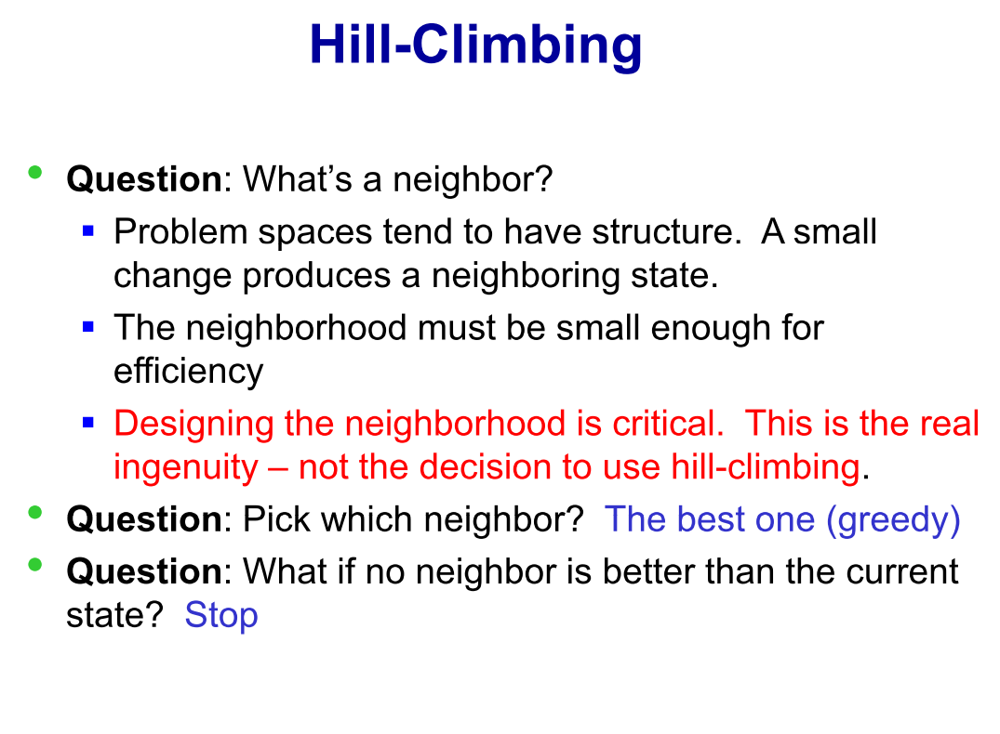 Hill-Climbing
• Question: What’s a neighbor?
▪ Problem spaces tend to have structure.  A small
change produces a neighboring state.
▪ The neighborhood must be small enough for
efficiency
▪ Designing the neighborhood is critical.  This is the real
ingenuity – not the decision to use hill-climbing.
• Question: Pick which neighbor?  The best one (greedy)
• Question: What if no neighbor is better than the current
state?  Stop